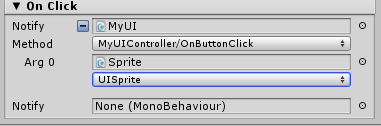 On Click
Notify MyUI
Method MyUIController/OnButtonClick
Arg 0 Sprite
UISprite
Notify None (MonoBehaviour)